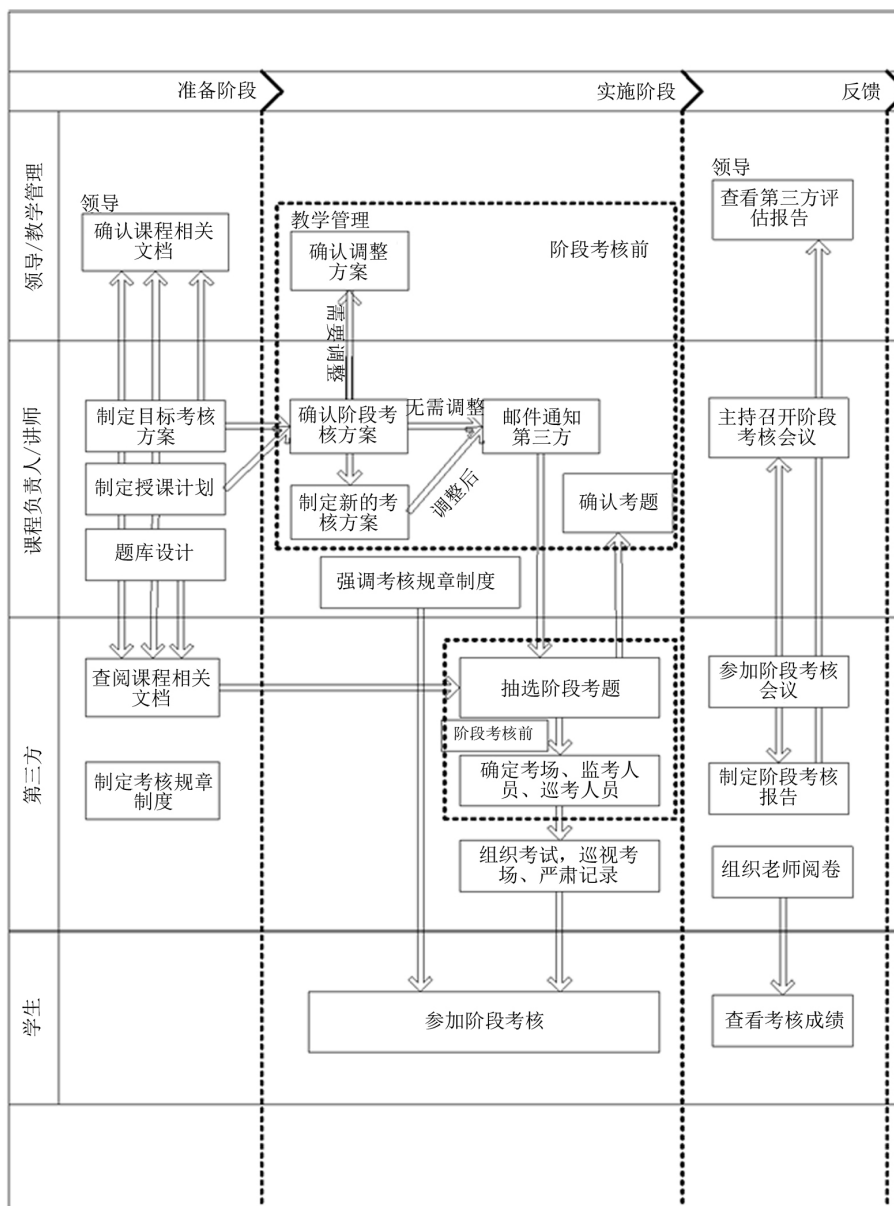 准备阶段
实施阶段
反馈
领导/教学管理
领导
确认课程相关
文档
教学管理
确认调整
方案
阶段考核前
需要调整
领导
查看第三方评
估报告
课程负责人/讲师
制定目标考核
方案
制定授课计划
题库设计
确认阶段考
核方案
无需调整
邮件通知
第三方
制定新的考
核方案
调整后
确认考题
强调考核规章制度
主持召开阶段
考核会议
第三方
查阅课程相关
文档
制定考核规章
制度
抽选阶段考题
阶段考核前
确定考场、监考人
员、巡考人员
组织考试，巡视考
场、严肃记录
参加阶段考核
会议
制定阶段考核
报告
组织老师阅卷
学生
参加阶段考核
查看考核成绩